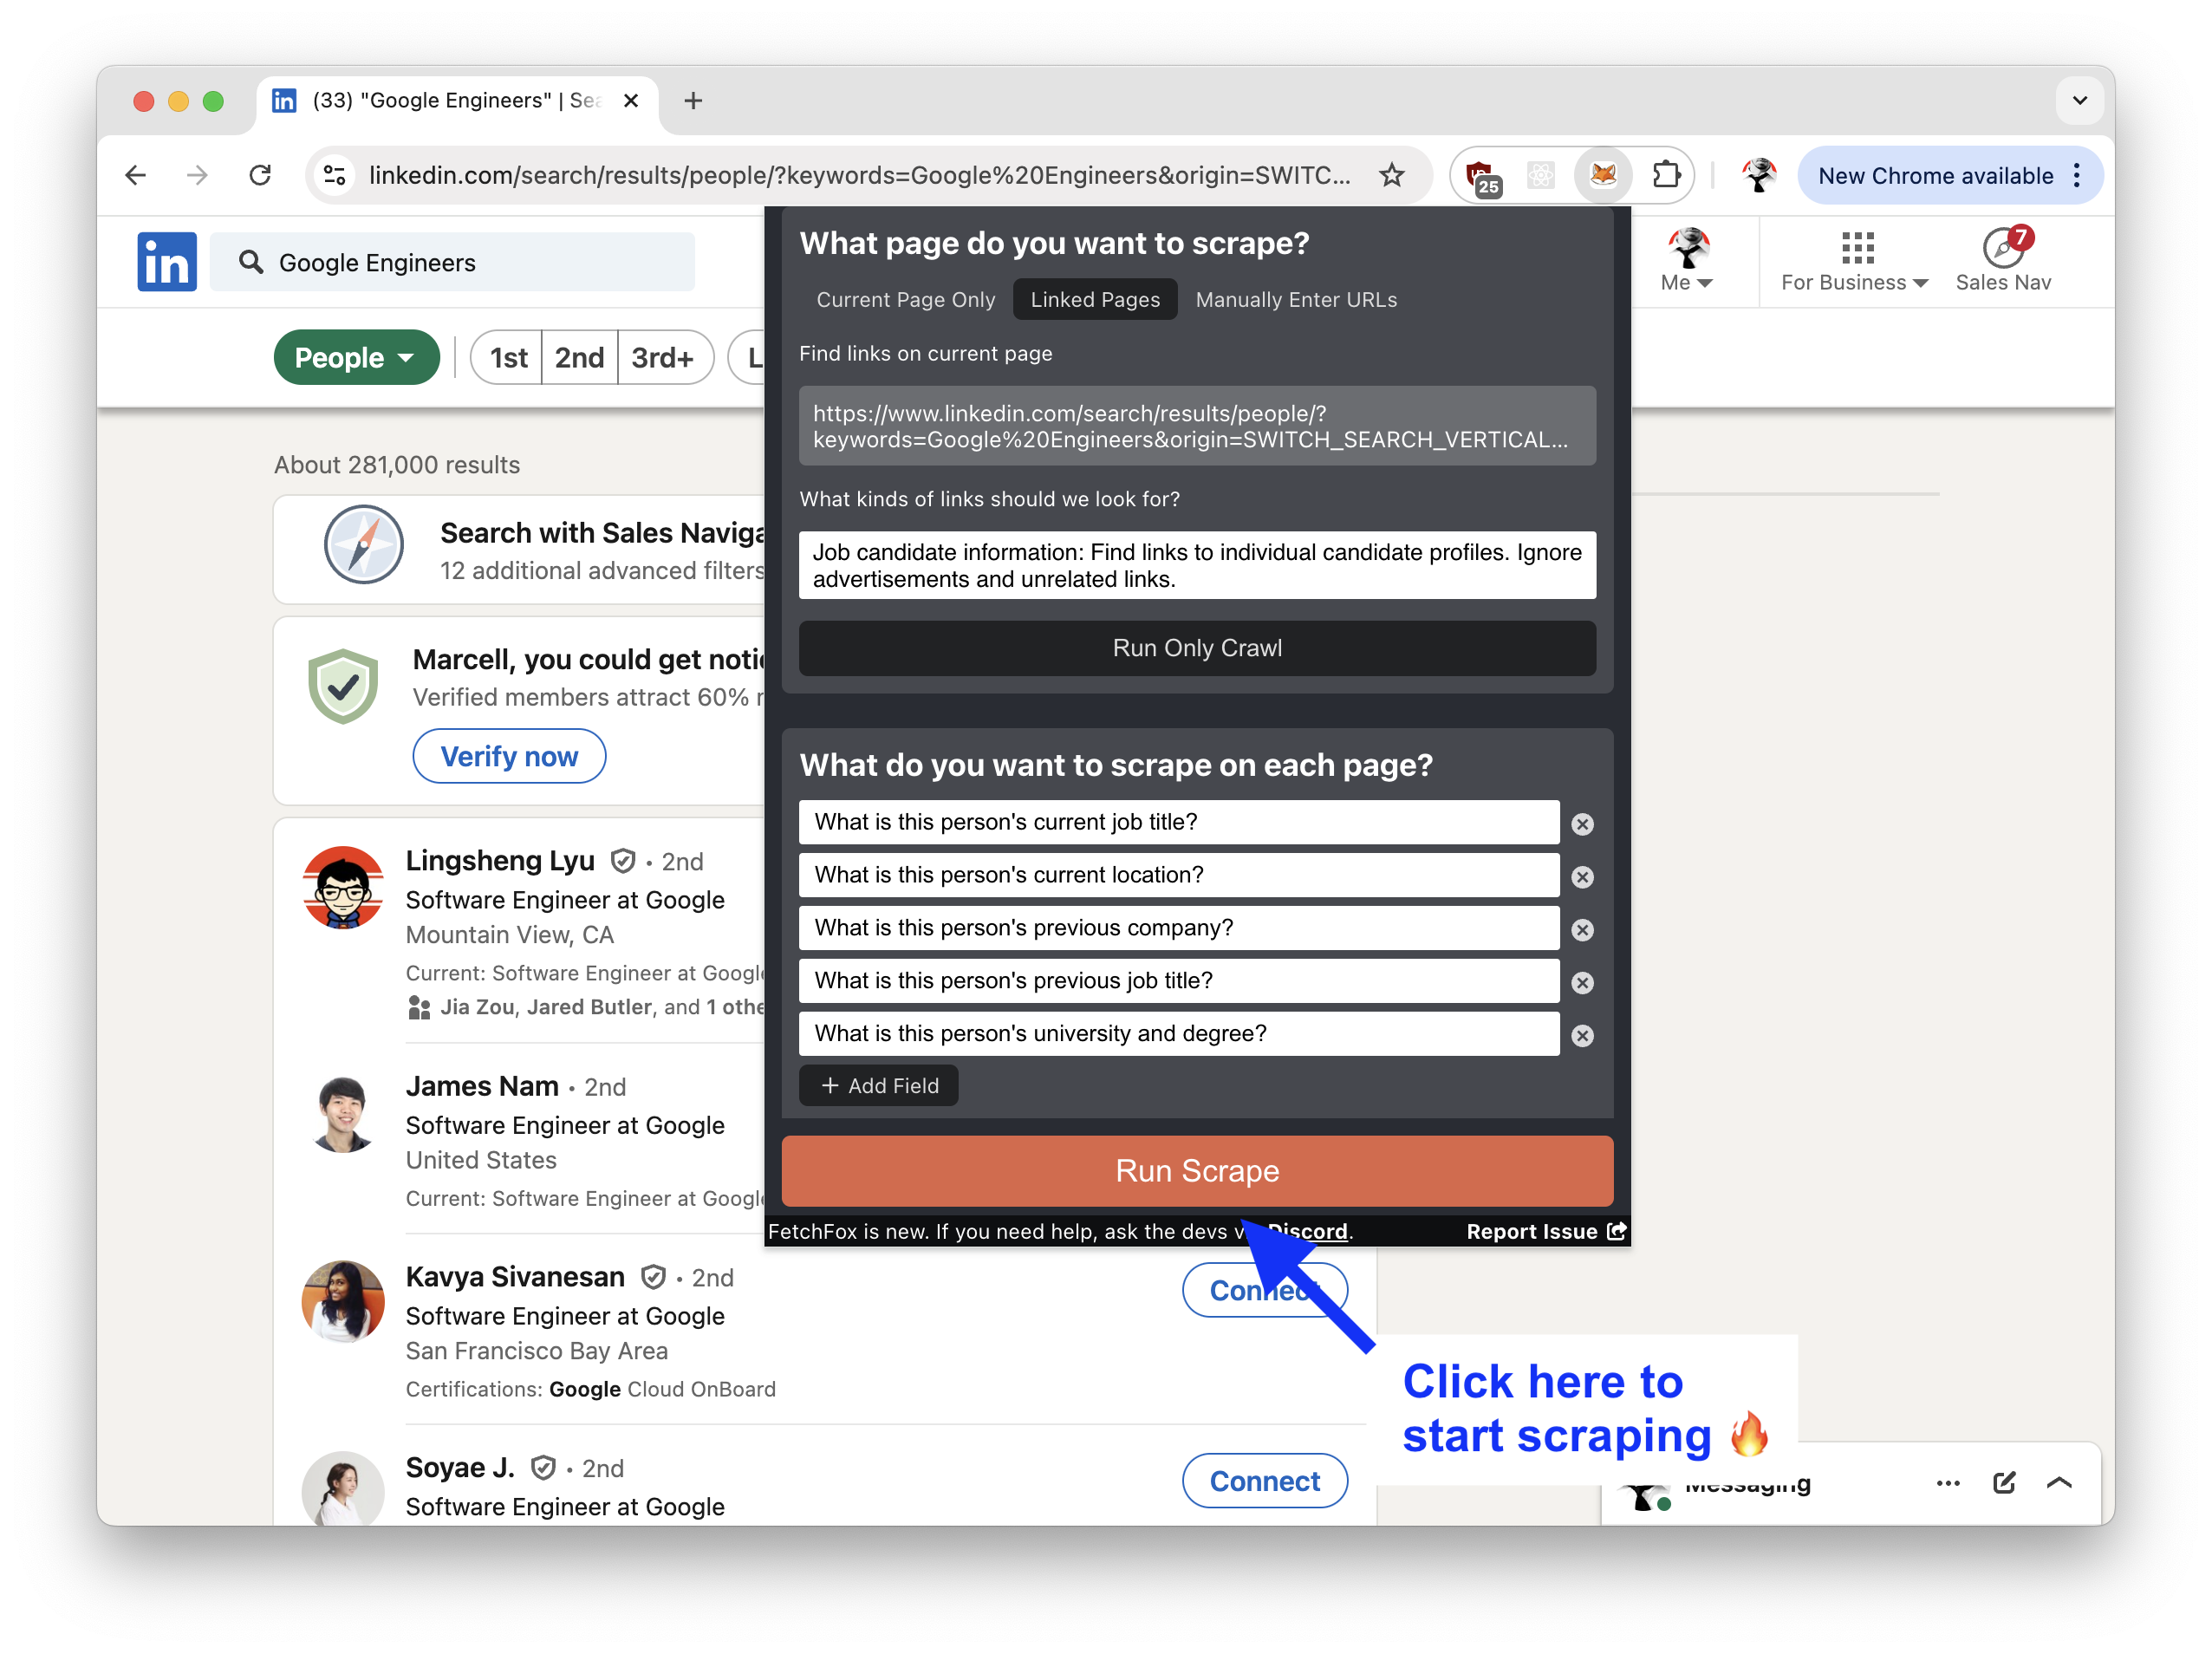 (33) "Google Engineers" | Sea
linkedin.com/search/results/people/?keywords=Google%20Engineers&origin=SWITC...
25
New Chrome available
in
Google Engineers
Me
For Business
7
Sales Nav
People
1st
2nd
3rd+
L
About 281,000 results
Search with Sales Naviga
12 additional advanced filters
Marcell, you could get noti
Verified members attract 60%
Verify now
Lingsheng Lyu • 2nd
Software Engineer at Google
Mountain View, CA
Current: Software Engineer at Google
Jia Zou, Jared Butler, and 1 othe
James Nam • 2nd
Software Engineer at Google
United States
Current: Software Engineer at Google
Kavya Sivanesan • 2nd
Software Engineer at Google
San Francisco Bay Area
Certifications: Google Cloud OnBoard
Connect
Soyae J. • 2nd
Software Engineer at Google
Connect
What page do you want to scrape?
Current Page Only
Linked Pages
Manually Enter URLs
Find links on current page
https://www.linkedin.com/search/results/people/?
keywords=Google%20Engineers&origin=SWITCH_SEARCH_VERTICAL...
What kinds of links should we look for?
Job candidate information: Find links to individual candidate profiles. Ignore
advertisements and unrelated links.
Run Only Crawl
What do you want to scrape on each page?
What is this person's current job title?
What is this person's current location?
What is this person's previous company?
What is this person's previous job title?
What is this person's university and degree?
+ Add Field
Run Scrape
FetchFox is new. If you need help, ask the devs v Discord.
Report Issue
Click here to
start scraping 🔥
Messaging